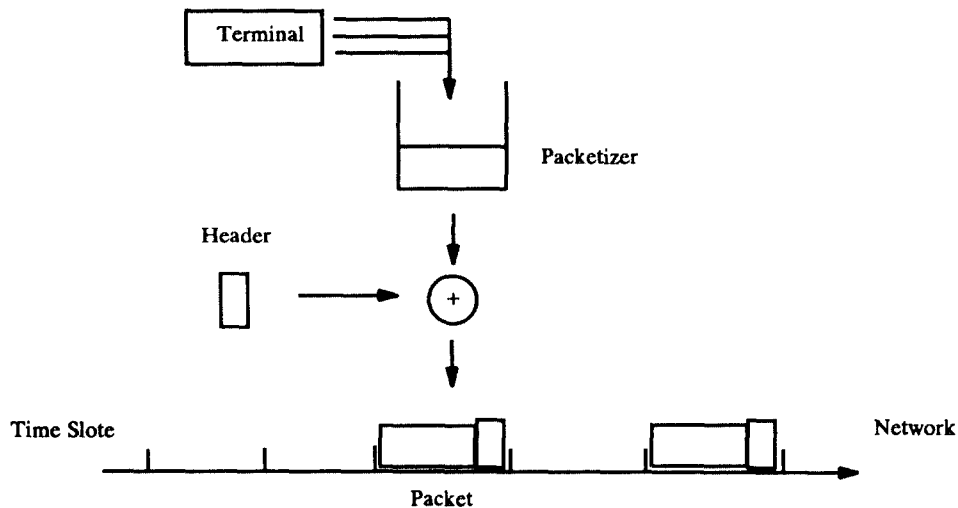 Terminal
Packetizer
Header
+
Time Slote
Network
Packet